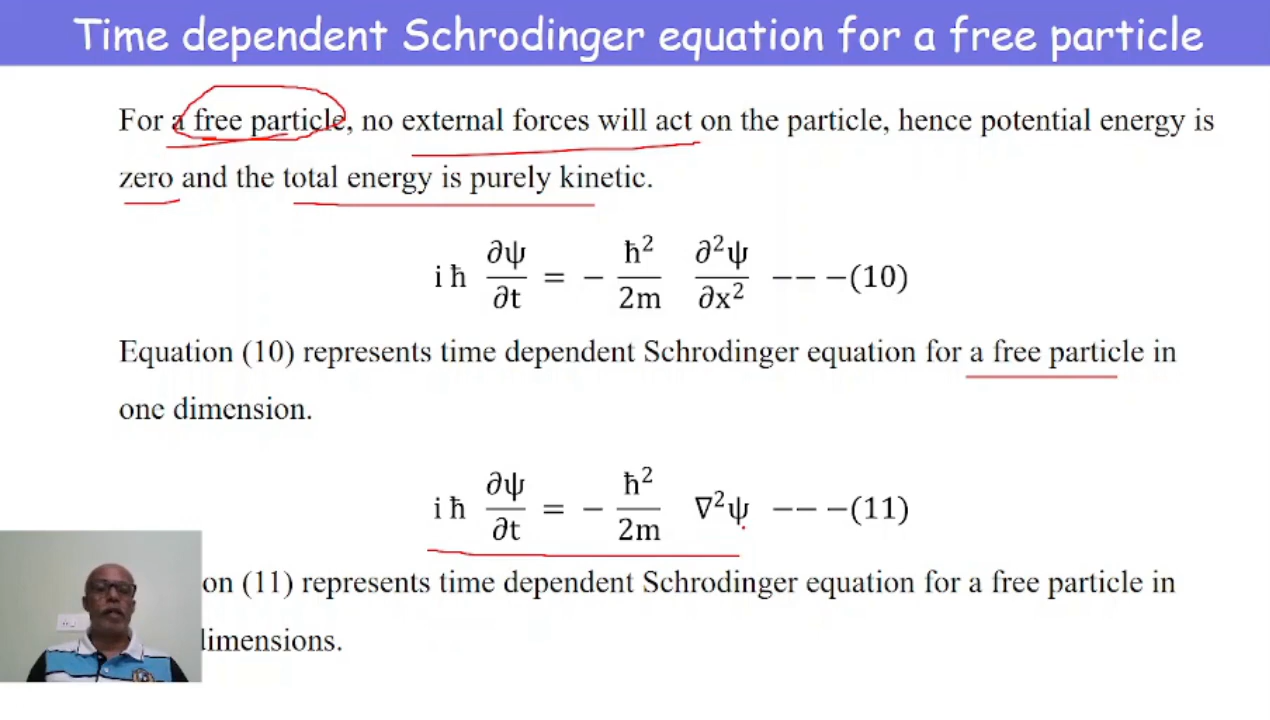 Time dependent Schrodinger equation for a free particle
For a free particle, no external forces will act on the particle, hence potential energy is
zero and the total energy is purely kinetic.
i ħ ∂ψ/∂t = − ħ²/2m ∂²ψ/∂x² −− −(10)
Equation (10) represents time dependent Schrodinger equation for a free particle in
one dimension.
i ħ ∂ψ/∂t = − ħ²/2m ∇²ψ −− −(11)
on (11) represents time dependent Schrodinger equation for a free particle in
dimensions.